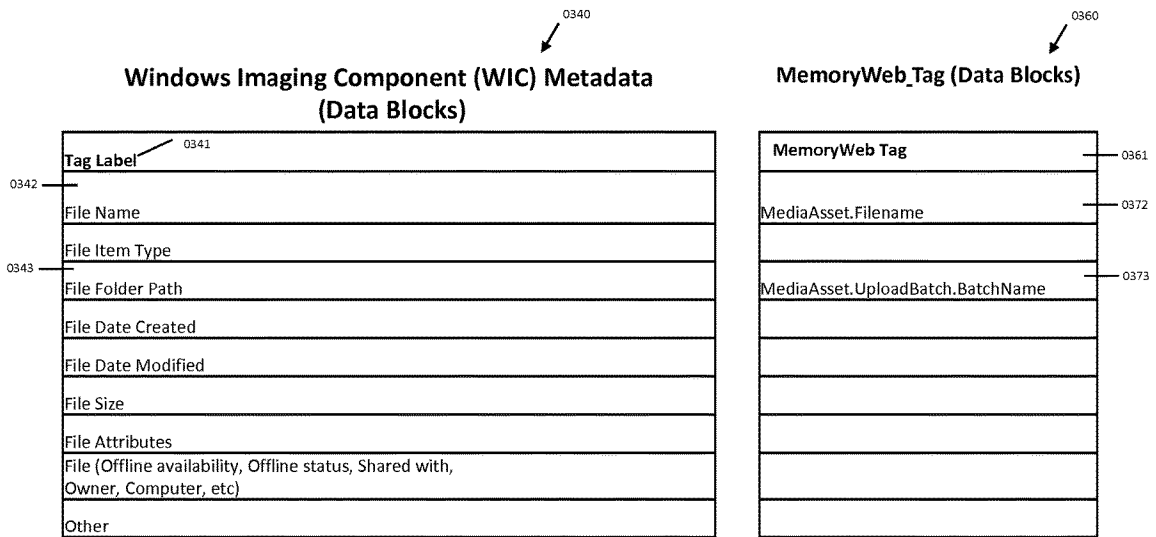 0340
0360
Windows Imaging Component (WIC) Metadata
(Data Blocks)
MemoryWeb_Tag (Data Blocks)
0341
Tag Label
MemoryWeb Tag
0361
0342
0372
File Name
MediaAsset.Filename
File Item Type
0343
0373
File Folder Path
MediaAsset.UploadBatch.BatchName
File Date Created
File Date Modified
File Size
File Attributes
File (Offline availability, Offline status, Shared with,
Owner, Computer, etc)
Other